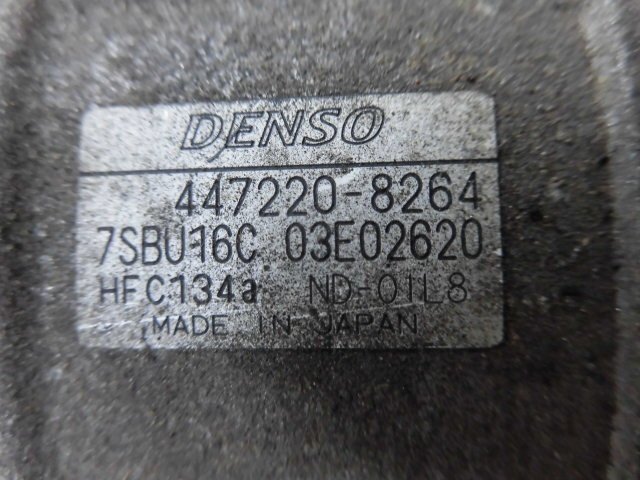 DENSO
447220-8264
7SBU16C 03E02620
HFC134a ND-OIL8
MADE IN JAPAN